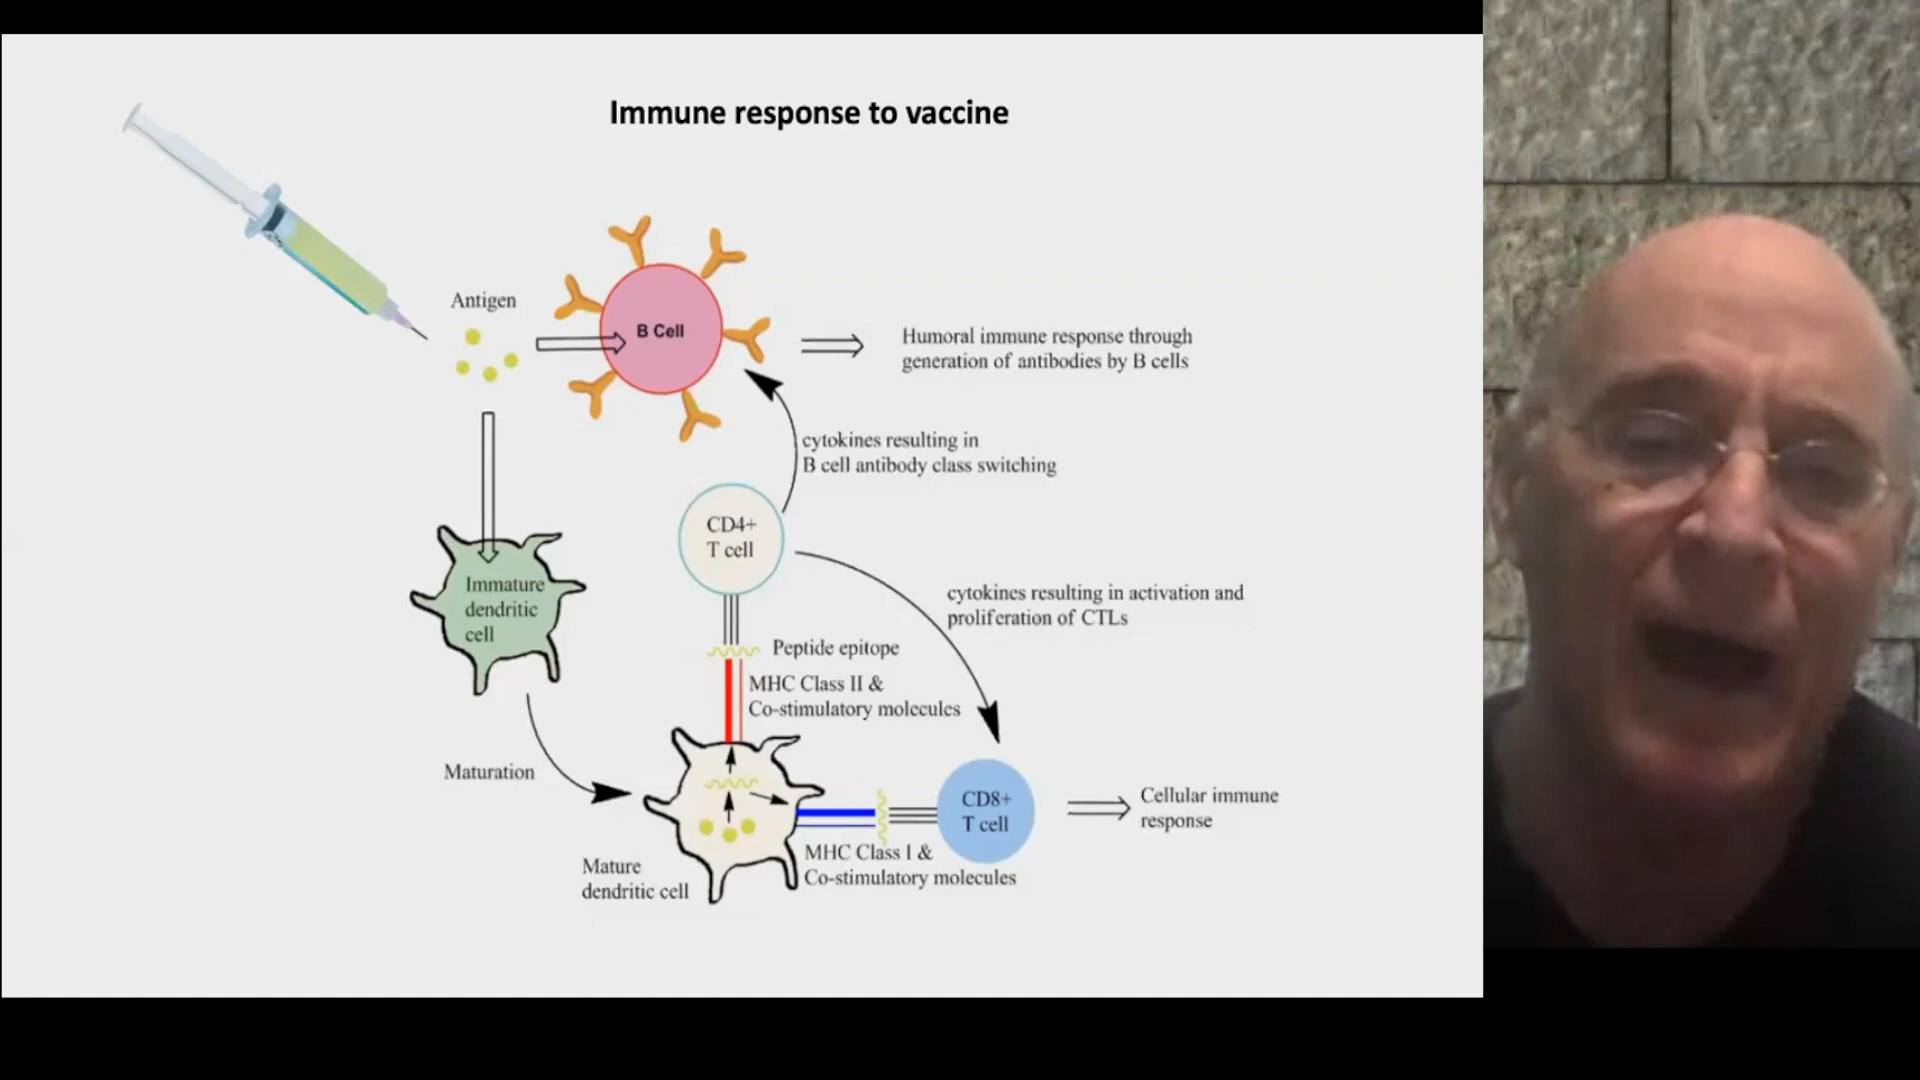 Immune response to vaccine
Antigen
B Cell
Humoral immune response through
generation of antibodies by B cells
cytokines resulting in
B cell antibody class switching
CD4+
T cell
Immature
dendritic
cell
cytokines resulting in activation and
proliferation of CTLs
Peptide epitope
MHC Class II &
Co-stimulatory molecules
Maturation
CD8+
T cell
Cellular immune
response
MHC Class I &
Co-stimulatory molecules
Mature
dendritic cell